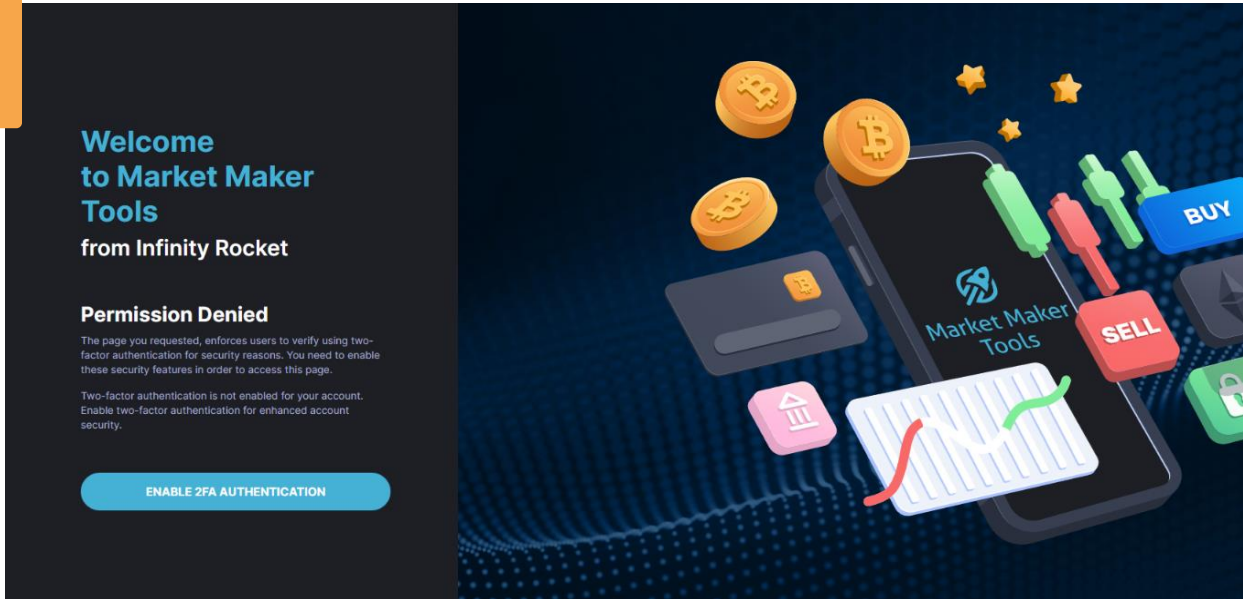 Welcome
to Market Maker
Tools
from Infinity Rocket
Permission Denied
The page you requested, enforces users to verify using two-
factor authentication for security reasons. You need to enable
these security features in order to access this page.
Two-factor authentication is not enabled for your account.
Enable two-factor authentication for enhanced account
security.
ENABLE 2FA AUTHENTICATION
BUY
SELL
Market Maker
Tools